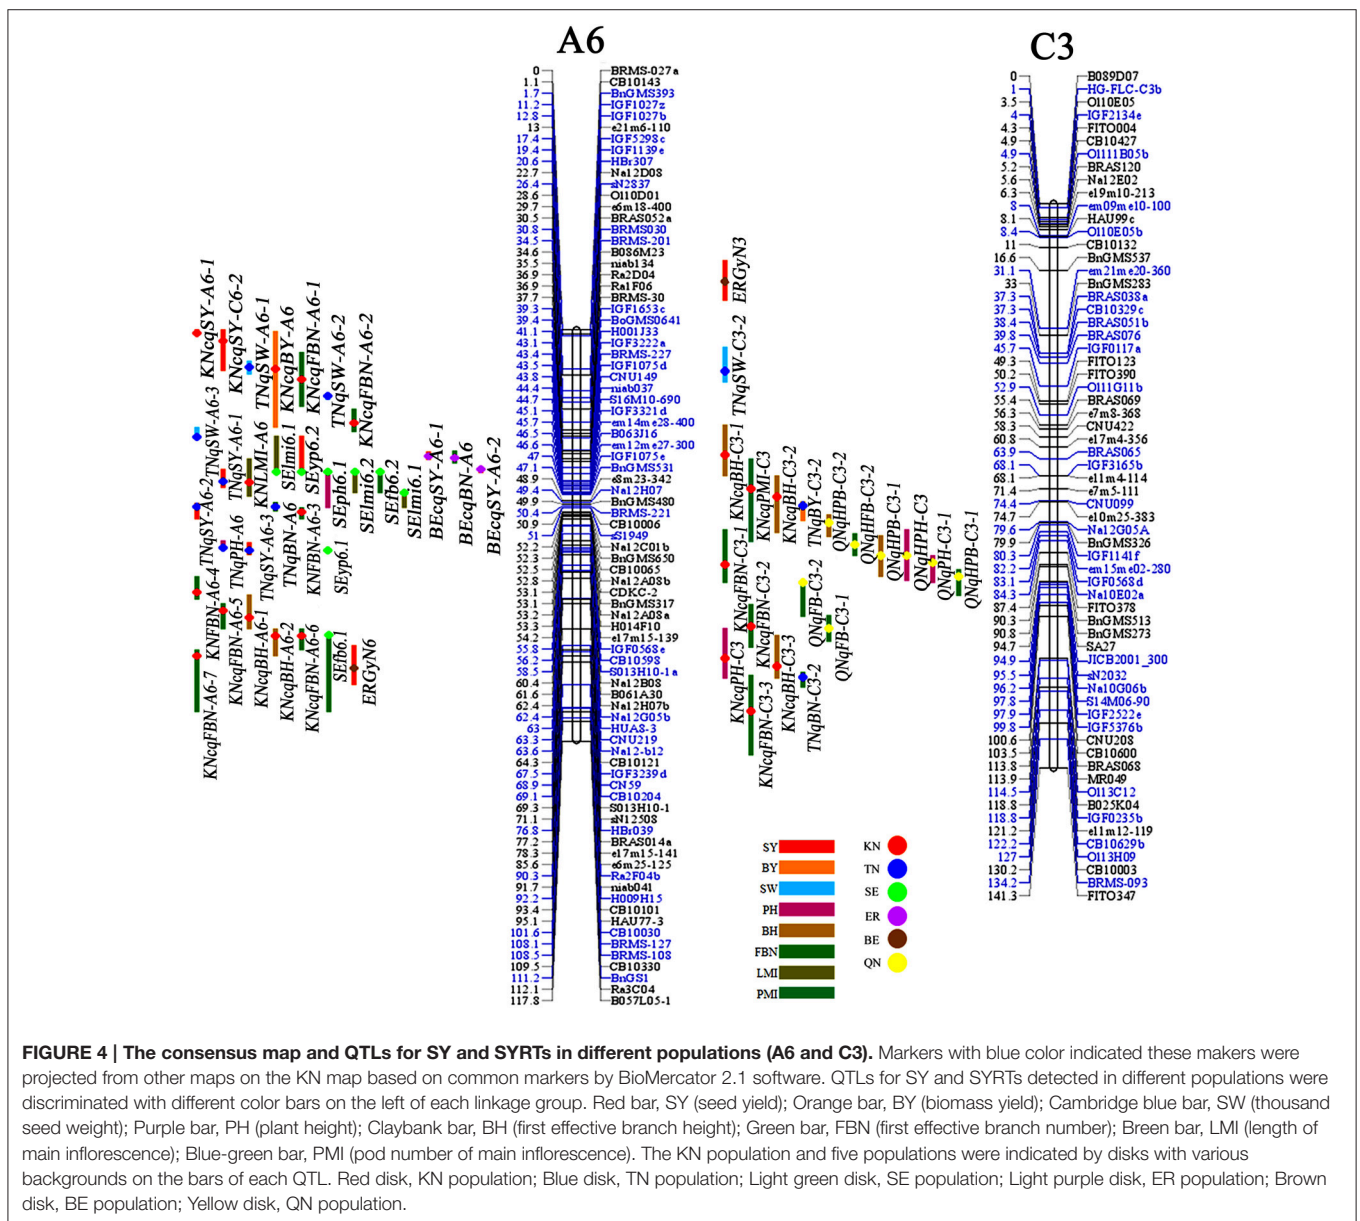 A6
C3
0 BRMS-027a
1.1 CB10143
1.7 BnGMS393
11.2 IGF1027z
12.8 IGF1027b
13 e21m6-110
17.4 IGF5298c
19.4 IGF1139e
20.6 HBr307
22.7 Na12D08
26.4 sN2837
28.6 Ol10D01
29.7 e6m18-400
30.5 BRAS052a
30.8 BRMS030
34.5 BRMS-201
34.6 B086M23
35.5 niab134
36.9 Ra2D04
36.9 Ra1F06
37.7 BRMS-30
39.3 IGF1653c
39.4 BoGMS0641
41.1 H001J33
43.1 IGF3222a
43.4 BRMS-227
43.5 IGF1075d
43.8 CNU149
44.4 niab037
44.7 S16M10-690
45.1 IGF3321d
45.7 em14me28-400
46.5 B063J16
46.6 em12me27-300
47 IGF1075e
47.1 BnGMS531
48.9 e8m23-342
49.4 Na12H07
49.9 BnGMS480
50.4 BRMS-221
50.9 CB10006
51 sS1949
52.2 Na12C01b
52.3 BnGMS650
52.5 CB10065
52.8 Na12A08b
53.1 CDKC-2
53.1 BnGMS317
53.2 Na12A08a
53.3 H014F10
54.2 e17m15-139
55.8 IGF0568e
56.2 CB10598
58.5 S013H10-1a
60.4 Na12B08
61.6 B061A30
62.4 Na12H07b
62.4 Na12G05b
63 HUA8-3
63.3 CNU219
63.6 Na12-b12
64.3 CB10121
67.5 IGF3239d
68.9 CN59
69.1 CB10204
69.3 S013H10-1
71.1 sN12508
76.8 HBr039
77.2 BRAS014a
78.3 e17m15-141
85.6 e6m25-125
90.3 Ra2F04b
91.7 niab041
92.2 H009H15
93.4 CB10101
95.1 HAU77-3
101.6 CB10030
108.1 BRMS-127
108.5 BRMS-108
109.5 CB10330
111.2 BnGS1
112.1 Ra3C04
117.8 B057L05-1
KNcqSY-A6-1
KNcqSY-C6-2
TNqSW-A6-1
KNcqBY-A6
KNcqFBN-A6-1
TNqSW-A6-2
KNcqFBN-A6-2
TNqSW-A6-3
TNqSY-A6-1
KNLMI-A6
SElmi6.1
SEyp6.2
SEph6.1
SElmi6.2
SEfb6.2
SElmi6.1
BEcqSY-A6-1
BEcqBN-A6
BEcqSY-A6-2
TNqSY-A6-2
TNqPH-A6
TNqSY-A6-3
TNqBN-A6
KNFBN-A6-3
SEyp6.1
KNFBN-A6-4
KNcqFBN-A6-5
KNcqBH-A6-1
KNcqBH-A6-2
KNcqFBN-A6-6
SEfb6.1
ERGyN6
KNcqFBN-A6-7
0 B089D07
1 HG-FLC-C3b
3.5 Ol10E05
4 IGF2134e
4.3 FITO004
4.9 CB10427
4.9 Ol111B05b
5.2 BRAS120
5.6 Na12E02
6.3 e19m10-213
8 em09me10-100
8.1 HAU99c
8.4 Ol10E05b
11 CB10132
16.6 BnGMS537
31.1 em21me20-360
33 BnGMS283
37.3 BRAS038a
37.3 CB10329c
38.4 BRAS051b
39.8 BRAS076
45.7 IGF0117a
49.3 FITO123
50.2 FITO390
52.9 Ol11G11b
55.4 BRAS069
56.3 e7m8-368
58.3 CNU422
60.8 e17m4-356
63.9 BRAS065
68.1 IGF3165b
68.1 e11m4-114
71.4 e7m5-111
74.4 CNU099
74.7 e10m25-383
79.6 Na12G05A
79.9 BnGMS326
80.3 IGF1141f
82.2 em15me02-280
83.1 IGF0568d
84.3 Na10E02a
87.4 FITO378
90.3 BnGMS513
90.8 BnGMS273
94.7 SA27
94.9 JICB2001_300
95.5 sN2032
96.2 Na10G06b
97.8 S14M06-90
97.9 IGF2522e
99.8 IGF5376b
100.6 CNU208
103.5 CB10600
113.8 BRAS068
113.9 MR049
114.5 Ol13C12
118.8 B025K04
118.8 IGF0235b
121.2 e11m12-119
122.2 CB10629b
127 Ol13H09
130.2 CB10003
134.2 BRMS-093
141.3 FITO347
ERGyN3
TNqSW-C3-2
KNcqBH-C3-1
KNcqPMI-C3
KNcqBH-C3-2
TNqBY-C3-2
QNqHPB-C3-2
QNqHFB-C3-2
QNqHPB-C3-1
QNqHPH-C3
QNqPH-C3-1
QNqHPB-C3-1
KNcqFBN-C3-1
KNcqFBN-C3-2
QNqFB-C3-2
QNqFB-C3-1
KNcqPH-C3
KNcqBH-C3-3
TNqBN-C3-2
KNcqFBN-C3-3
SY
BY
SW
PH
BH
FBN
LMI
PMI
KN
TN
SE
ER
BE
QN
FIGURE 4 | The consensus map and QTLs for SY and SYRTs in different populations (A6 and C3). Markers with blue color indicated these makers were
projected from other maps on the KN map based on common markers by BioMercator 2.1 software. QTLs for SY and SYRTs detected in different populations were
discriminated with different color bars on the left of each linkage group. Red bar, SY (seed yield); Orange bar, BY (biomass yield); Cambridge blue bar, SW (thousand
seed weight); Purple bar, PH (plant height); Claybank bar, BH (first effective branch height); Green bar, FBN (first effective branch number); Breen bar, LMI (length of
main inflorescence); Blue-green bar, PMI (pod number of main inflorescence). The KN population and five populations were indicated by disks with various
backgrounds on the bars of each QTL. Red disk, KN population; Blue disk, TN population; Light green disk, SE population; Light purple disk, ER population; Brown
disk, BE population; Yellow disk, QN population.